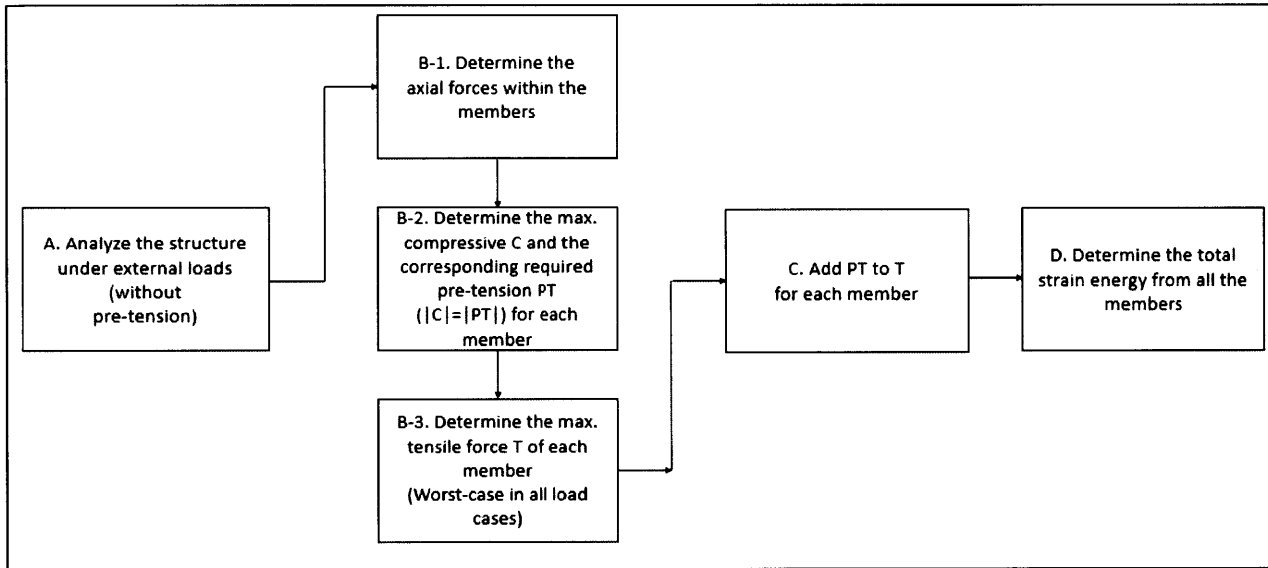 A. Analyze the structure
under external loads
(without
pre-tension)
B-1. Determine the
axial forces within the
members
B-2. Determine the max.
compressive C and the
corresponding required
pre-tension PT
(|C|=|PT|) for each
member
B-3. Determine the max.
tensile force T of each
member
(Worst-case in all load
cases)
C. Add PT to T
for each member
D. Determine the total
strain energy from all the
members